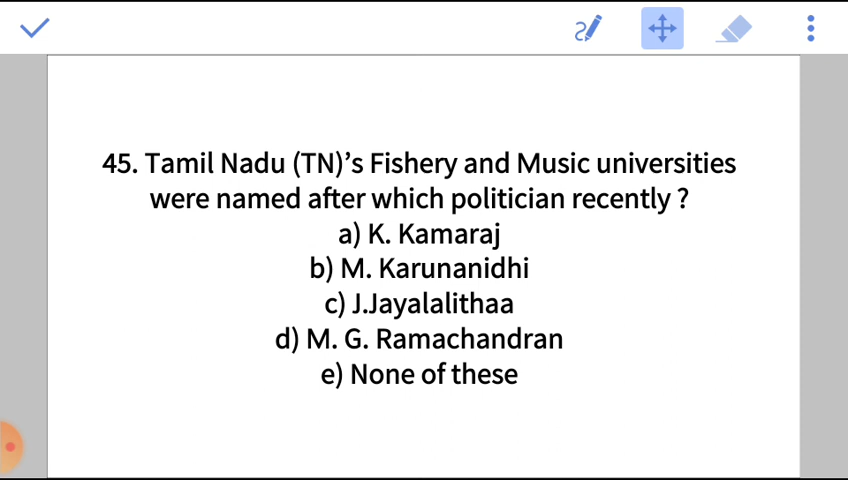 45. Tamil Nadu (TN)’s Fishery and Music universities
were named after which politician recently ?
a) K. Kamaraj
b) M. Karunanidhi
c) J.Jayalalithaa
d) M. G. Ramachandran
e) None of these